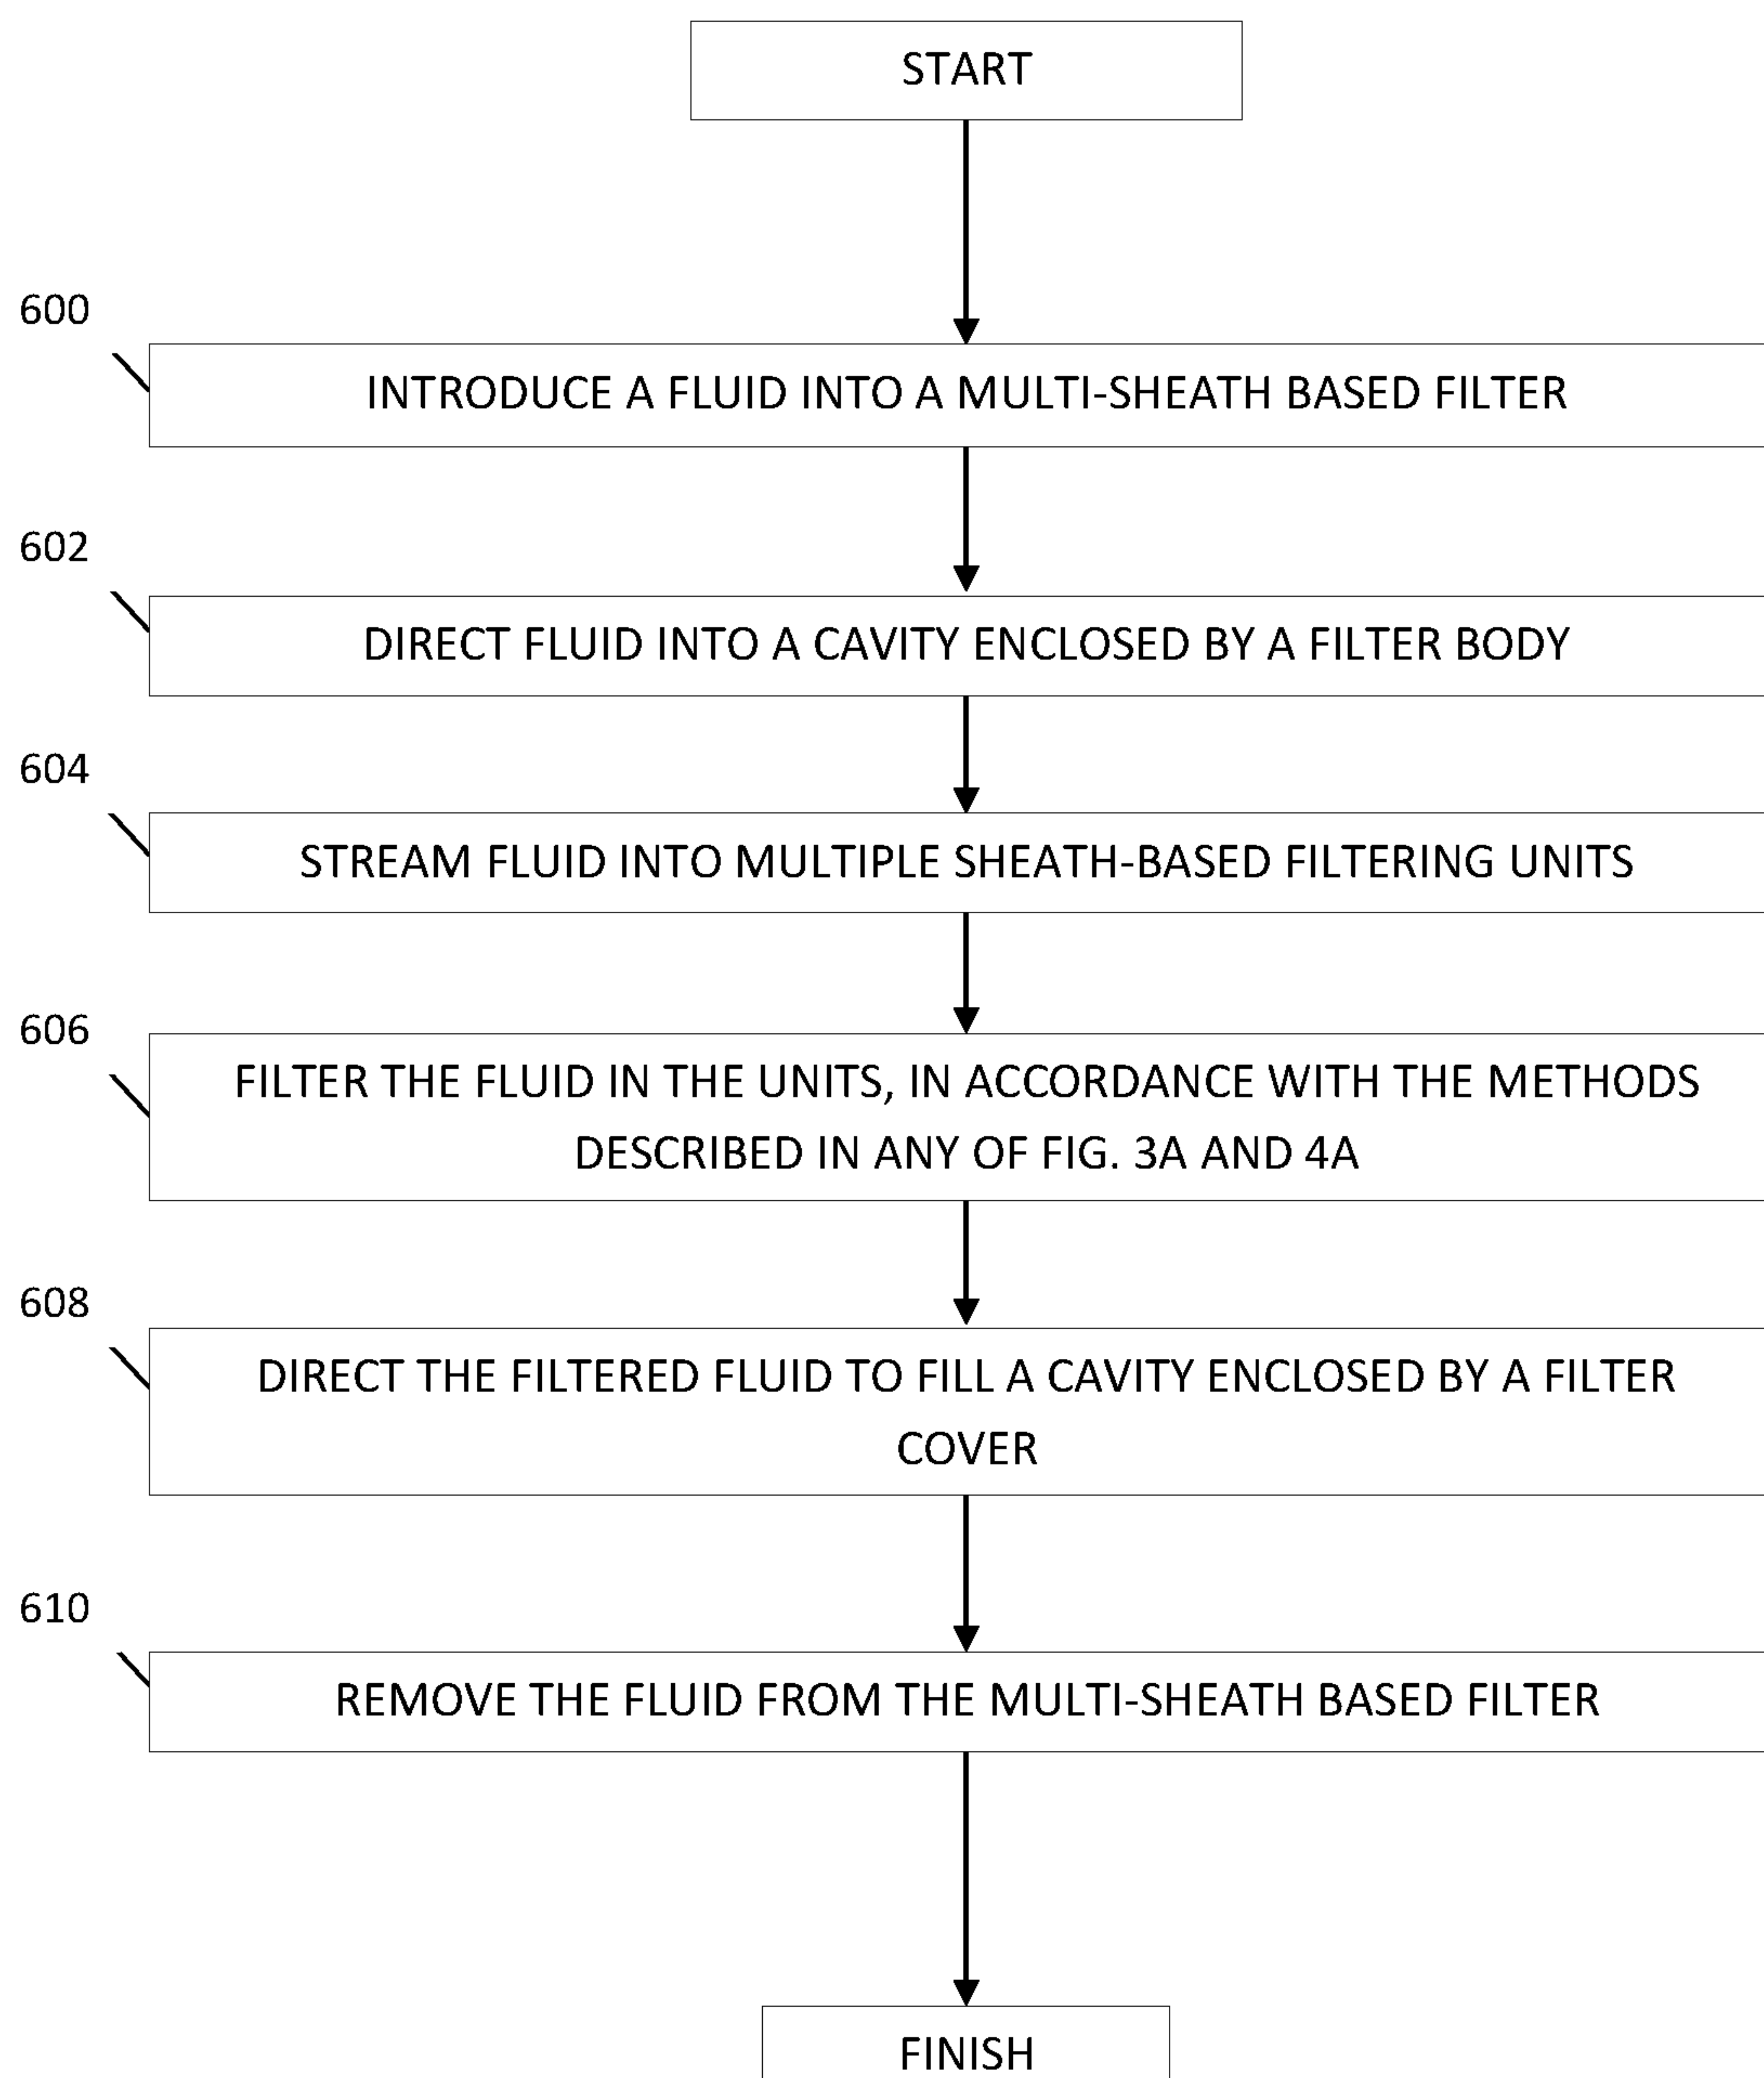 START
600
INTRODUCE A FLUID INTO A MULTI-SHEATH BASED FILTER
602
DIRECT FLUID INTO A CAVITY ENCLOSED BY A FILTER BODY
604
STREAM FLUID INTO MULTIPLE SHEATH-BASED FILTERING UNITS
606
FILTER THE FLUID IN THE UNITS, IN ACCORDANCE WITH THE METHODS
DESCRIBED IN ANY OF FIG. 3A AND 4A
608
DIRECT THE FILTERED FLUID TO FILL A CAVITY ENCLOSED BY A FILTER
COVER
610
REMOVE THE FLUID FROM THE MULTI-SHEATH BASED FILTER
FINISH